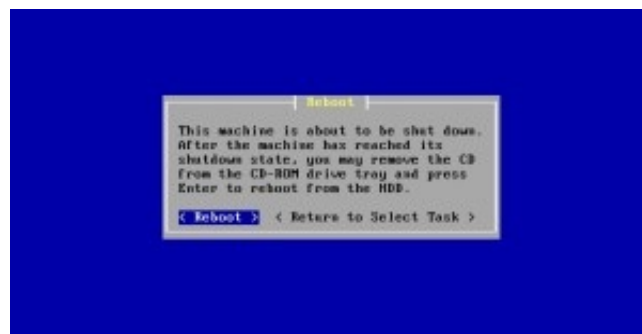 Reboot
This machine is about to be shut down.
After the machine has reached its
shutdown state, you may remove the CD
from the CD-ROM drive tray and press
Enter to reboot from the HDD.
< Reboot > < Return to Select Task >